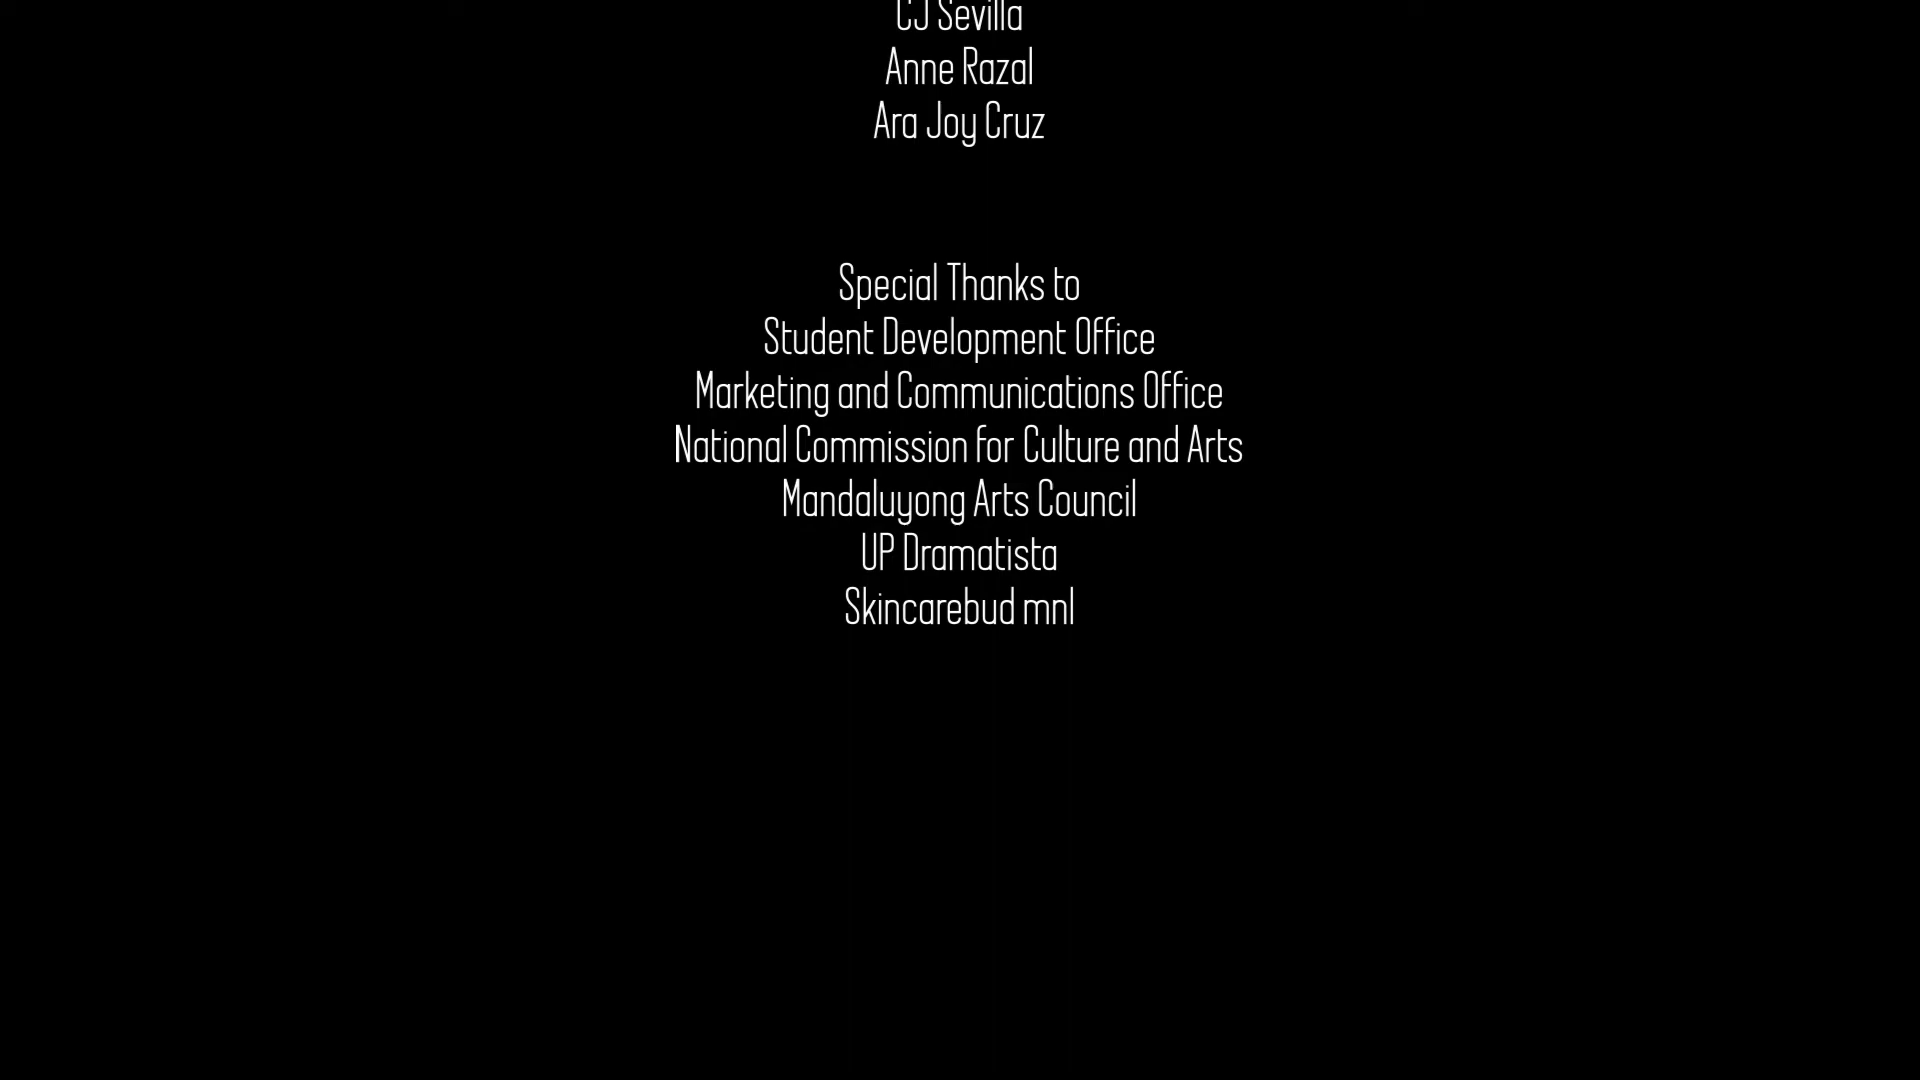 CJ Sevilla
Anne Razal
Ara Joy Cruz
Special Thanks to
Student Development Office
Marketing and Communications Office
National Commission for Culture and Arts
Mandaluyong Arts Council
UP Dramatista
Skincarebud mnl